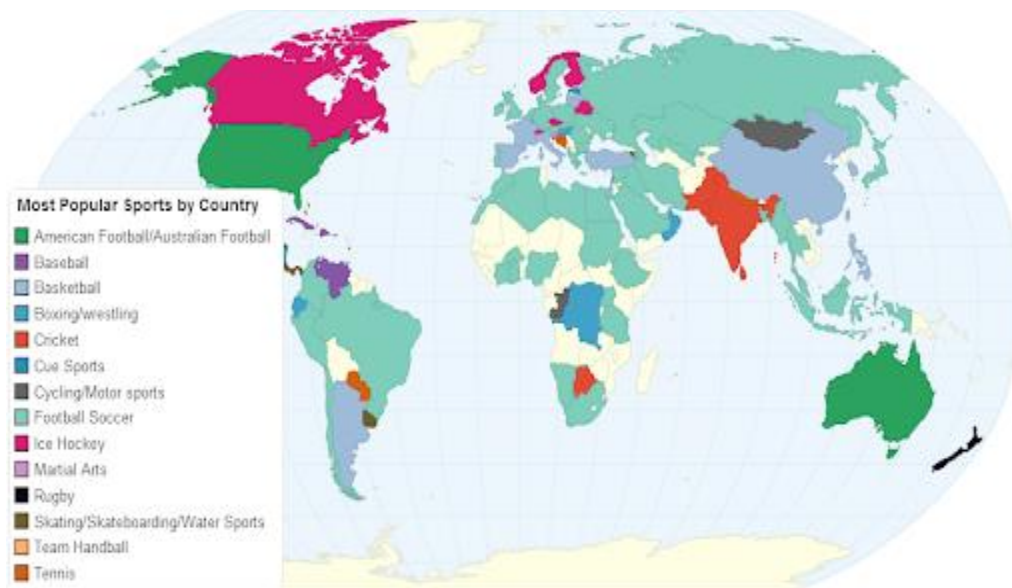 Most Popular Sports by Country
American Football/Australian Football
Baseball
Basketball
Boxing/wrestling
Cricket
Cue Sports
Cycling/Motor sports
Football Soccer
Ice Hockey
Martial Arts
Rugby
Skating/Skateboarding/Water Sports
Team Handball
Tennis